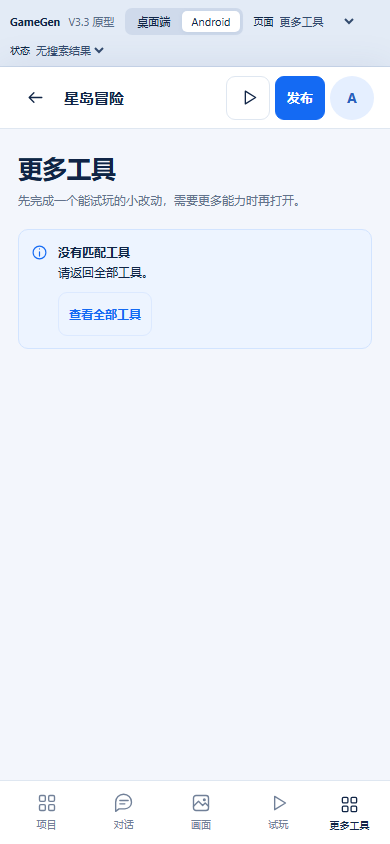 GameGen V3.3 原型 桌面端 Android 页面 更多工具
状态 无搜索结果
星岛冒险 发布 A
更多工具
先完成一个能试玩的小改动，需要更多能力时再打开。
没有匹配工具
请返回全部工具。
查看全部工具
项目 对话 画面 试玩 更多工具